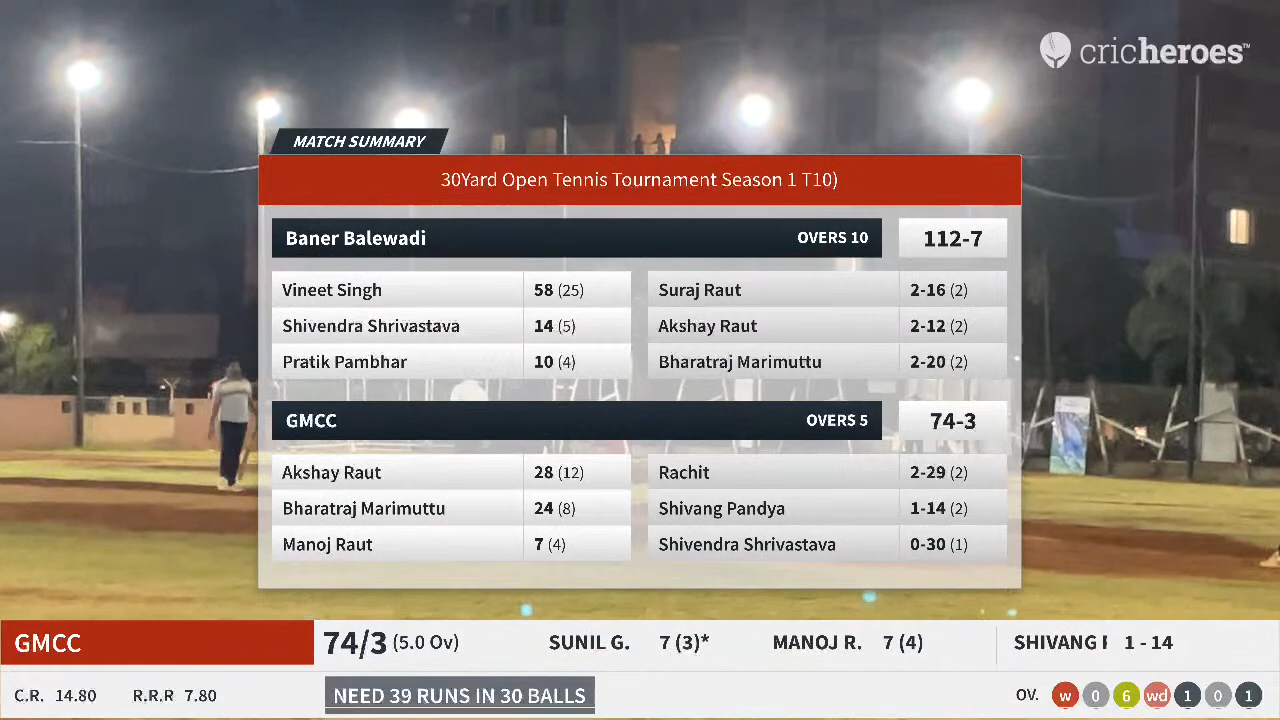 cricheroes™
MATCH SUMMARY
30Yard Open Tennis Tournament Season 1 T10)
Baner Balewadi OVERS 10 112-7
Vineet Singh 58 (25) Suraj Raut 2-16 (2)
Shivendra Shrivastava 14 (5) Akshay Raut 2-12 (2)
Pratik Pambhar 10 (4) Bharatraj Marimuttu 2-20 (2)
GMCC OVERS 5 74-3
Akshay Raut 28 (12) Rachit 2-29 (2)
Bharatraj Marimuttu 24 (8) Shivang Pandya 1-14 (2)
Manoj Raut 7 (4) Shivendra Shrivastava 0-30 (1)
GMCC 74/3 (5.0 Ov) SUNIL G. 7 (3)* MANOJ R. 7 (4) SHIVANG 1 - 14
C.R. 14.80 R.R.R 7.80 NEED 39 RUNS IN 30 BALLS OV. w 0 6 wd 1 0 1